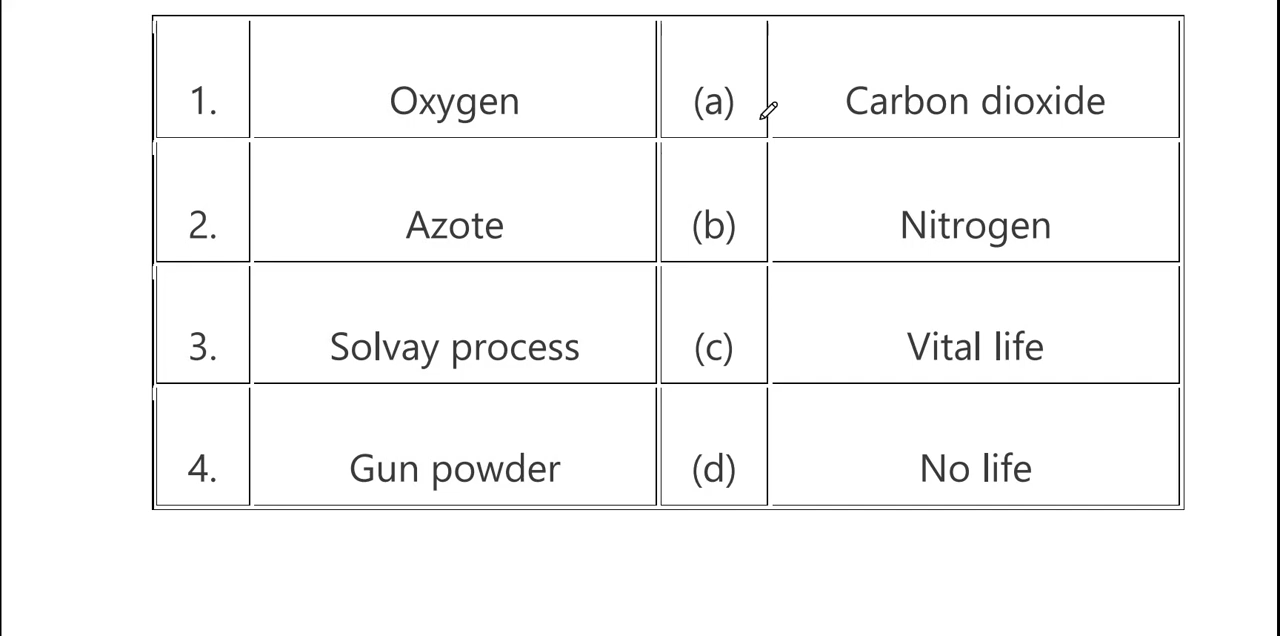 1. Oxygen (a) Carbon dioxide
2. Azote (b) Nitrogen
3. Solvay process (c) Vital life
4. Gun powder (d) No life